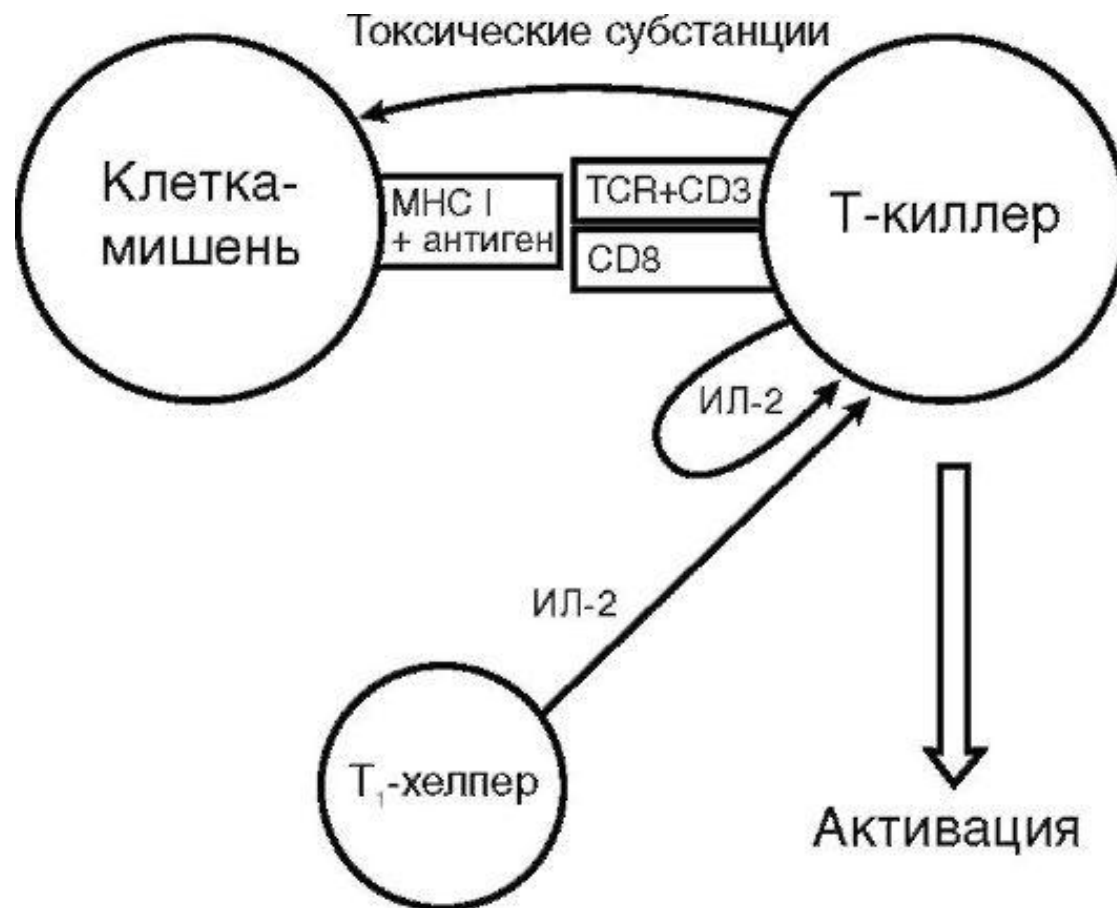 Токсические субстанции
Клетка-
мишень
MHC I
+ антиген
TCR+CD3
CD8
Т-киллер
ИЛ-2
ИЛ-2
Т₁-хелпер
Активация